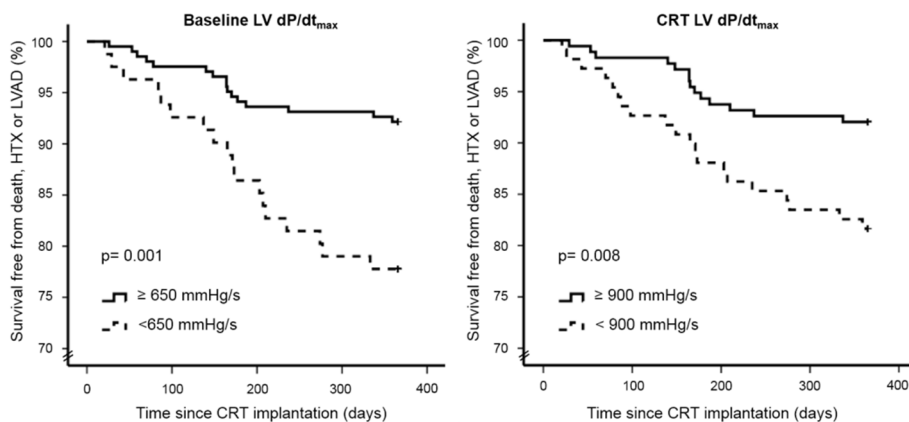 Baseline LV dP/dtmax
Survival free from death, HTX or LVAD (%)
100
95
90
85
80
75
70
p= 0.001
≥ 650 mmHg/s
<650 mmHg/s
0 100 200 300 400
Time since CRT implantation (days)
CRT LV dP/dtmax
Survival free from death, HTX or LVAD (%)
100
95
90
85
80
75
70
p= 0.008
≥ 900 mmHg/s
< 900 mmHg/s
0 100 200 300 400
Time since CRT implantation (days)